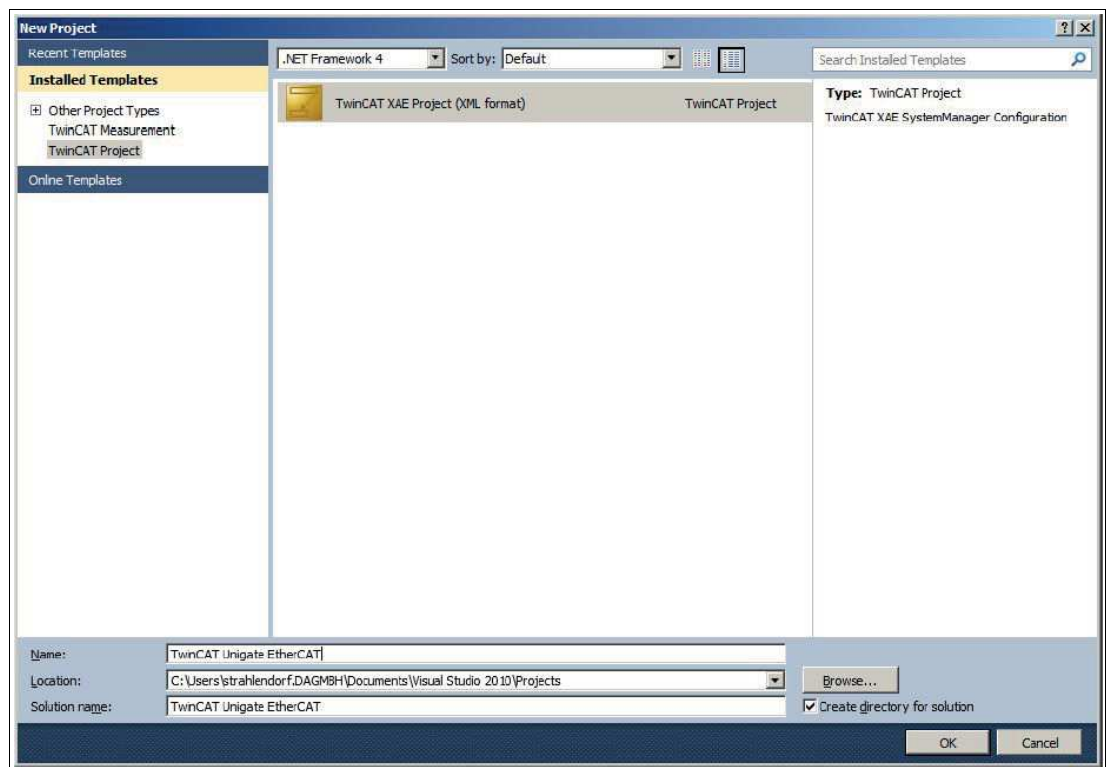 New Project
Recent Templates
Installed Templates
Other Project Types
TwinCAT Measurement
TwinCAT Project
Online Templates
.NET Framework 4
Sort by: Default
TwinCAT XAE Project (XML format) TwinCAT Project
Search Installed Templates
Type: TwinCAT Project
TwinCAT XAE SystemManager Configuration
Name: TwinCAT Unigate EtherCAT
Location: C:\Users\strahlendorf.DAGMBH\Documents\Visual Studio 2010\Projects
Browse...
Solution name: TwinCAT Unigate EtherCAT
Create directory for solution
OK Cancel